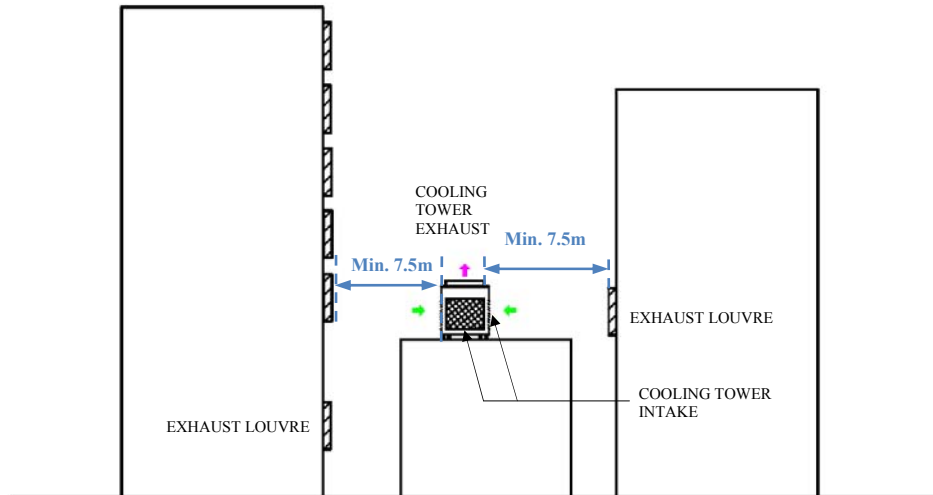 COOLING
TOWER
EXHAUST
Min. 7.5m
Min. 7.5m
EXHAUST LOUVRE
COOLING TOWER
INTAKE
EXHAUST LOUVRE